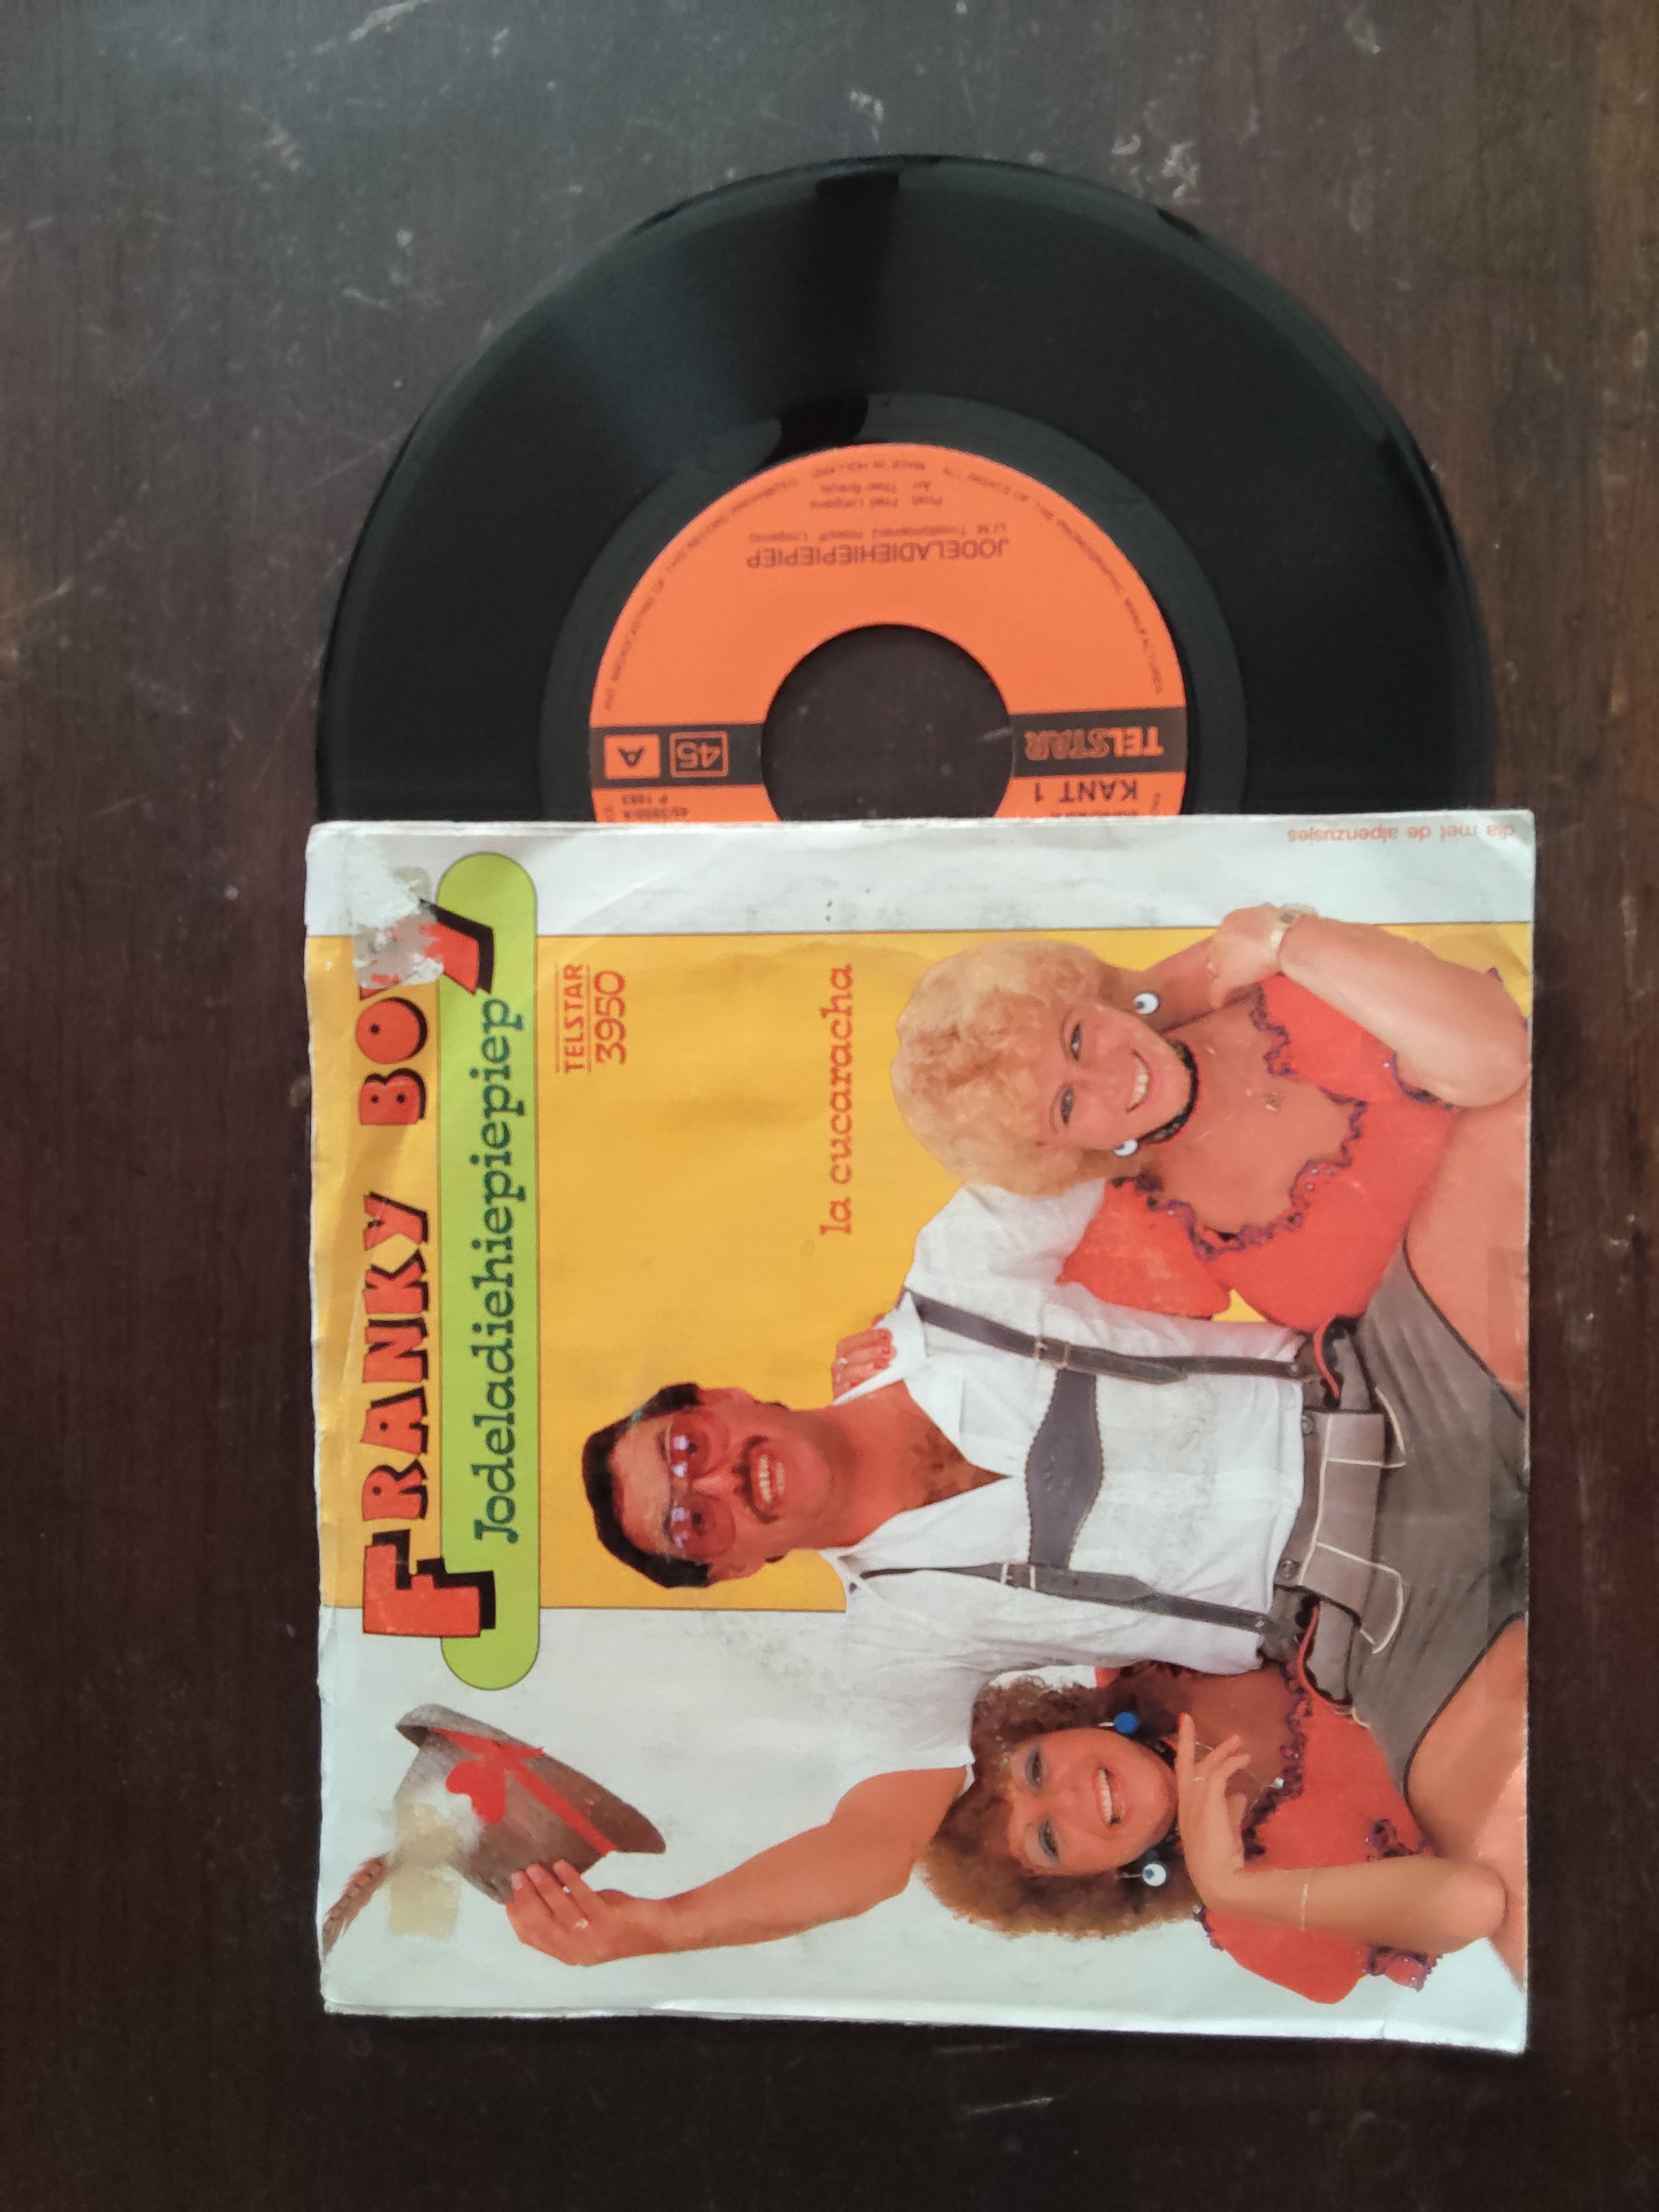 FRANKY BOY
Jodeladiehiepiepiep
TELSTAR
3950
la cucaracha
dia met de alpenzusjes
KANT 1
TELSTAR
45
A
P 1983
JODELADIEHIEPIEPIEP
MADE IN HOLLAND